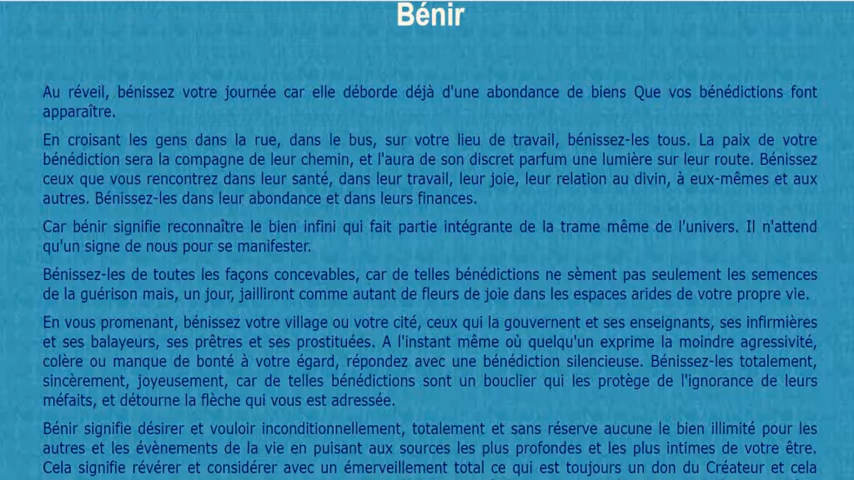 Bénir
Au réveil, bénissez votre journée car elle déborde déjà d'une abondance de biens Que vos bénédictions font
apparaître.
En croisant les gens dans la rue, dans le bus, sur votre lieu de travail, bénissez-les tous. La paix de votre
bénédiction sera la compagne de leur chemin, et l'aura de son discret parfum une lumière sur leur route. Bénissez
ceux que vous rencontrez dans leur santé, dans leur travail, leur joie, leur relation au divin, à eux-mêmes et aux
autres. Bénissez-les dans leur abondance et dans leurs finances.
Car bénir signifie reconnaître le bien infini qui fait partie intégrante de la trame même de l'univers. Il n'attend
qu'un signe de nous pour se manifester.
Bénissez-les de toutes les façons concevables, car de telles bénédictions ne sèment pas seulement les semences
de la guérison mais, un jour, jailliront comme autant de fleurs de joie dans les espaces arides de votre propre vie.
En vous promenant, bénissez votre village ou votre cité, ceux qui la gouvernent et ses enseignants, ses infirmières
et ses balayeurs, ses prêtres et ses prostituées. A l'instant même où quelqu'un exprime la moindre agressivité,
colère ou manque de bonté à votre égard, répondez avec une bénédiction silencieuse. Bénissez-les totalement,
sincèrement, joyeusement, car de telles bénédictions sont un bouclier qui les protège de l'ignorance de leurs
méfaits, et détourne la flèche qui vous est adressée.
Bénir signifie désirer et vouloir inconditionnellement, totalement et sans réserve aucune le bien illimité pour les
autres et les évènements de la vie en puisant aux sources les plus profondes et les plus intimes de votre être.
Cela signifie révérer et considérer avec un émerveillement total ce qui est toujours un don du Créateur et cela